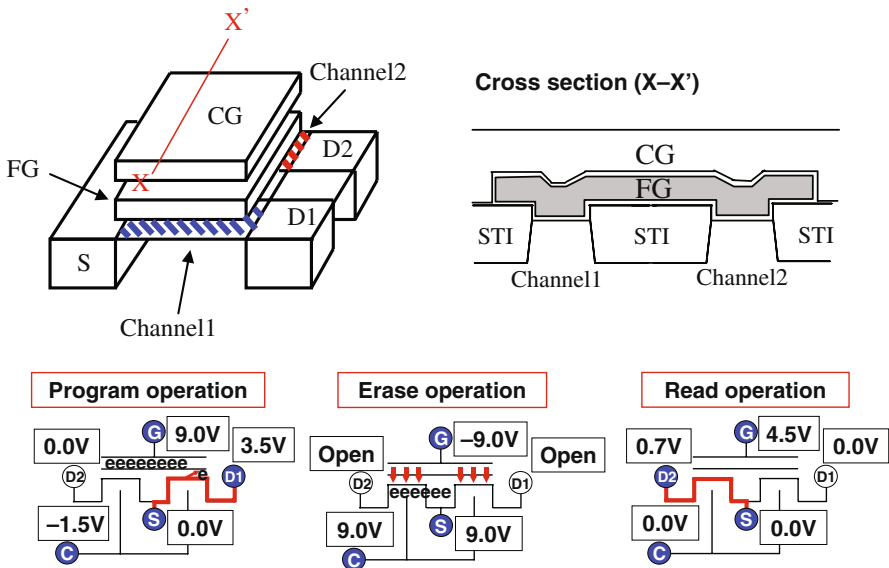 X'
Channel2
CG
D2
FG
X
D1
S
Channel1
Cross section (X–X')
CG
FG
STI
STI
STI
Channel1
Channel2
Program operation
G
9.0V
0.0V
3.5V
eeeeeeee
e
D2
D1
S
–1.5V
0.0V
C
Erase operation
G
–9.0V
Open
Open
D2
eeeeee
D1
S
9.0V
9.0V
C
Read operation
G
4.5V
0.7V
0.0V
D2
D1
S
0.0V
0.0V
C